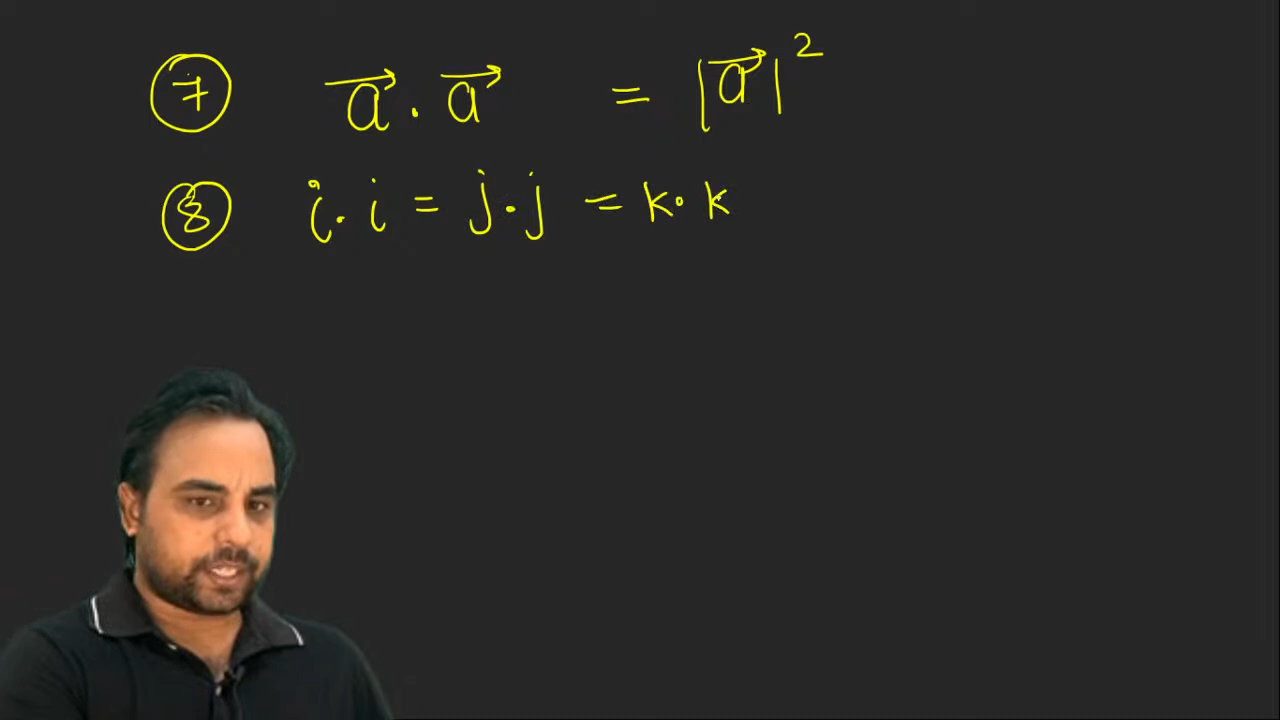 ⑦ a⃗ . a⃗ = |a⃗|²
⑧ i . i = j . j = k . k